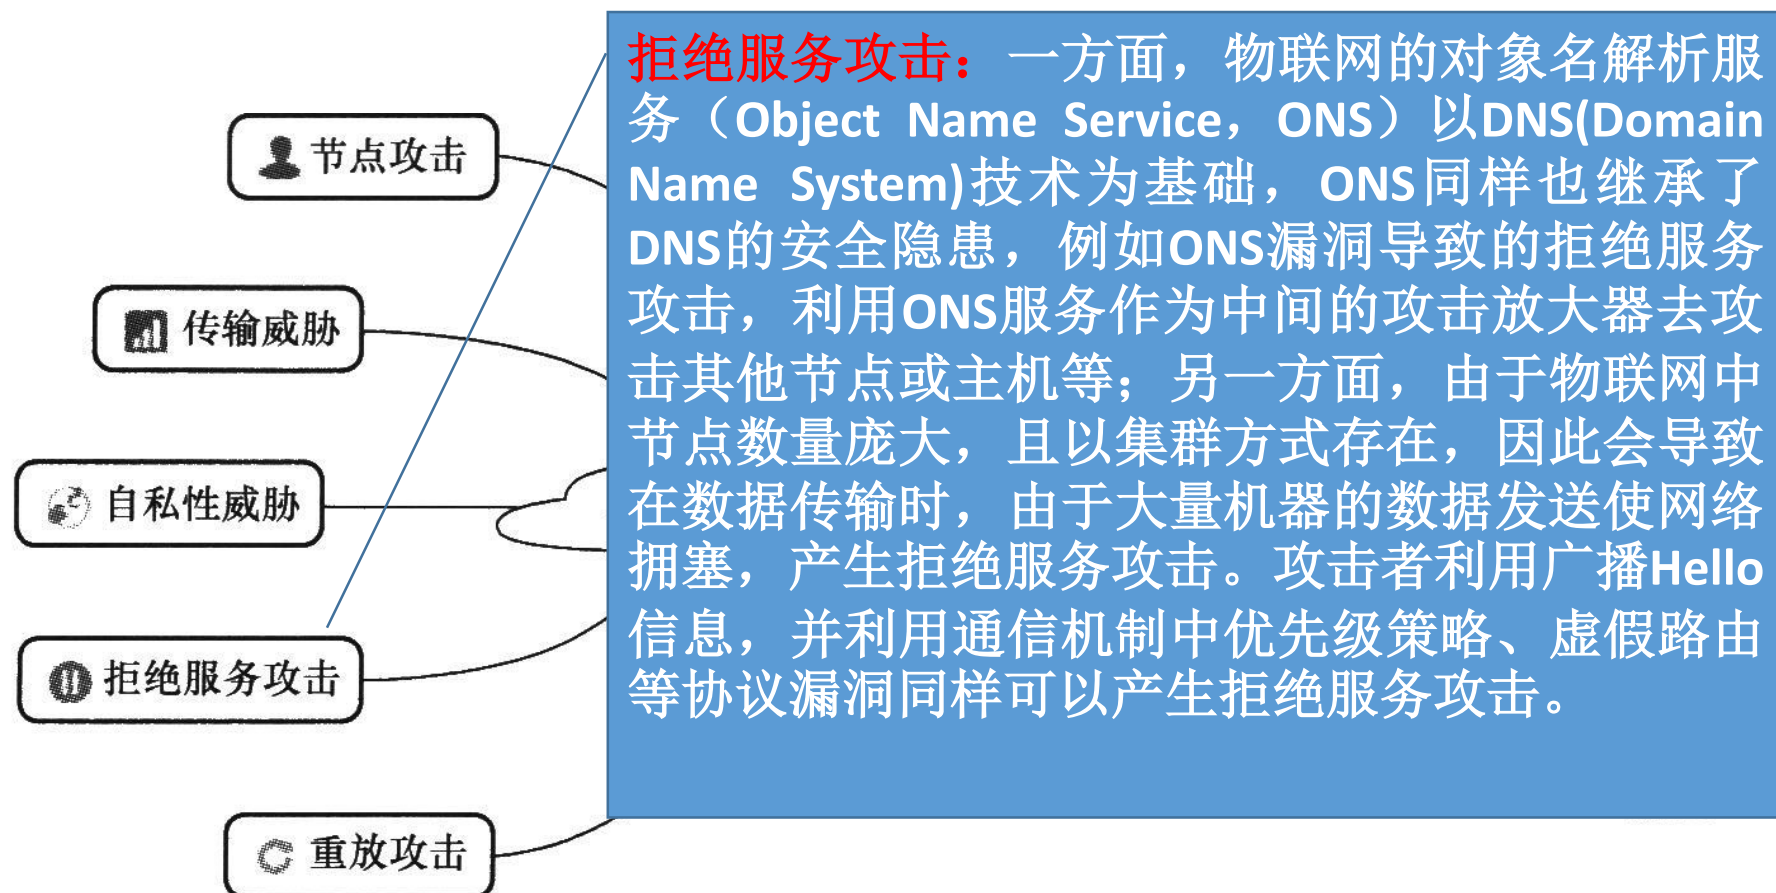 节点攻击
传输威胁
自私性威胁
拒绝服务攻击
重放攻击
拒绝服务攻击：一方面，物联网的对象名解析服
务（Object Name Service，ONS）以DNS(Domain
Name System)技术为基础，ONS同样也继承了
DNS的安全隐患，例如ONS漏洞导致的拒绝服务
攻击，利用ONS服务作为中间的攻击放大器去攻
击其他节点或主机等；另一方面，由于物联网中
节点数量庞大，且以集群方式存在，因此会导致
在数据传输时，由于大量机器的数据发送使网络
拥塞，产生拒绝服务攻击。攻击者利用广播Hello
信息，并利用通信机制中优先级策略、虚假路由
等协议漏洞同样可以产生拒绝服务攻击。